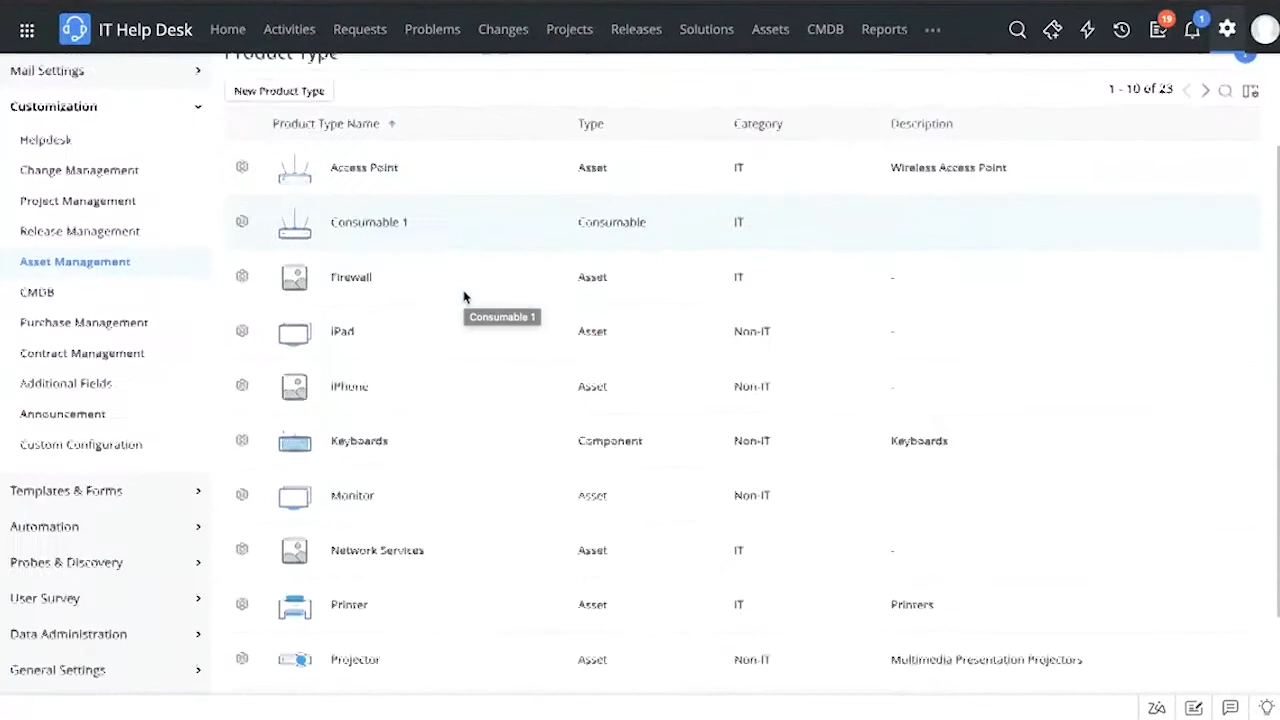 IT Help Desk Home Activities Requests Problems Changes Projects Releases Solutions Assets CMDB Reports ••• 19 1
Product Type
Mail Settings
Customization
Helpdesk
Change Management
Project Management
Release Management
Asset Management
CMDB
Purchase Management
Contract Management
Additional Fields
Announcement
Custom Configuration
Templates & Forms
Automation
Probes & Discovery
User Survey
Data Administration
General Settings
New Product Type 1 - 10 of 23
Product Type Name Type Category Description
Access Point Asset IT Wireless Access Point
Consumable 1 Consumable IT
Firewall Asset IT -
Consumable 1
iPad Asset Non-IT -
iPhone Asset Non-IT -
Keyboards Component Non-IT Keyboards
Monitor Asset Non-IT
Network Services Asset IT -
Printer Asset IT Printers
Projector Asset Non-IT Multimedia Presentation Projectors